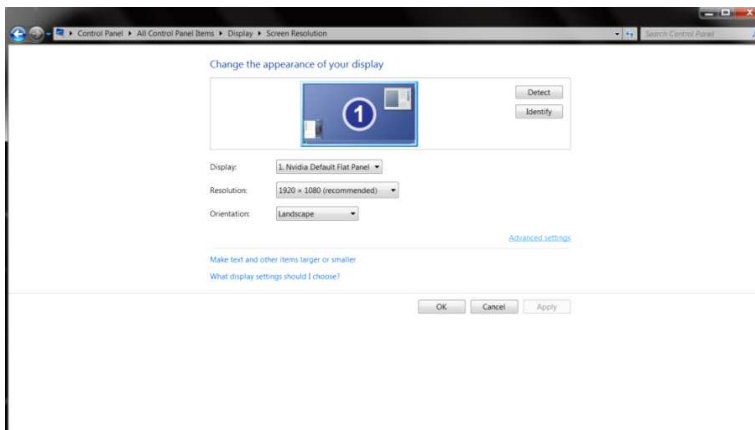 Control Panel ▸ All Control Panel Items ▸ Display ▸ Screen Resolution
Search Control Panel
Change the appearance of your display
1
Detect
Identify
Display: 1. Nvidia Default Flat Panel
Resolution: 1920 × 1080 (recommended)
Orientation: Landscape
Advanced settings
Make text and other items larger or smaller
What display settings should I choose?
OK Cancel Apply